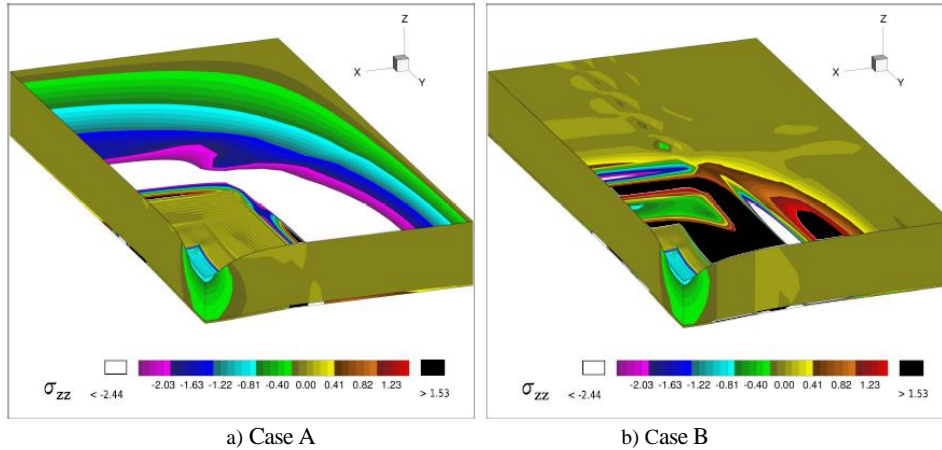 Z
X
Y
σzz
< -2.44
-2.03 -1.63 -1.22 -0.81 -0.40 0.00 0.41 0.82 1.23
> 1.53
a) Case A
Z
X
Y
σzz
< -2.44
-2.03 -1.63 -1.22 -0.81 -0.40 0.00 0.41 0.82 1.23
> 1.53
b) Case B